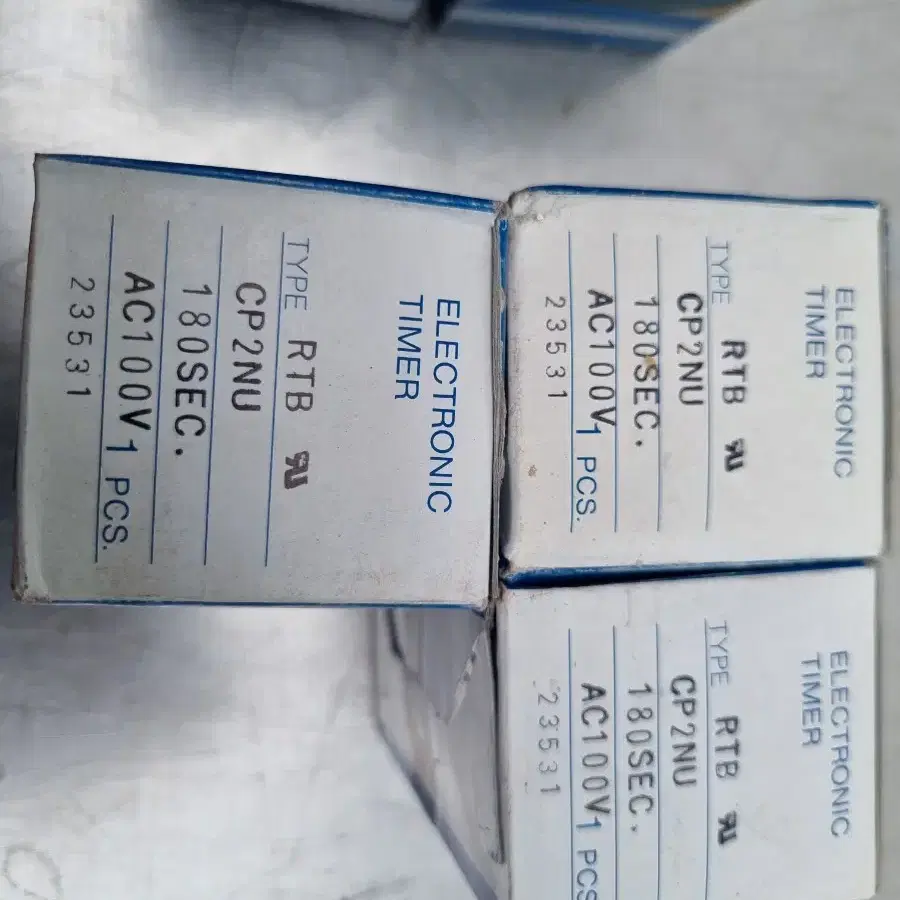 ELECTRONIC
TIMER
TYPE RTB
CP2NU
180SEC.
AC100V 1 PCS.
23531
ELECTRONIC
TIMER
TYPE RTB
CP2NU
180SEC.
AC100V 1 PCS.
23531
ELECTRONIC
TIMER
TYPE RTB
CP2NU
180SEC.
AC100V 1 PCS
23531